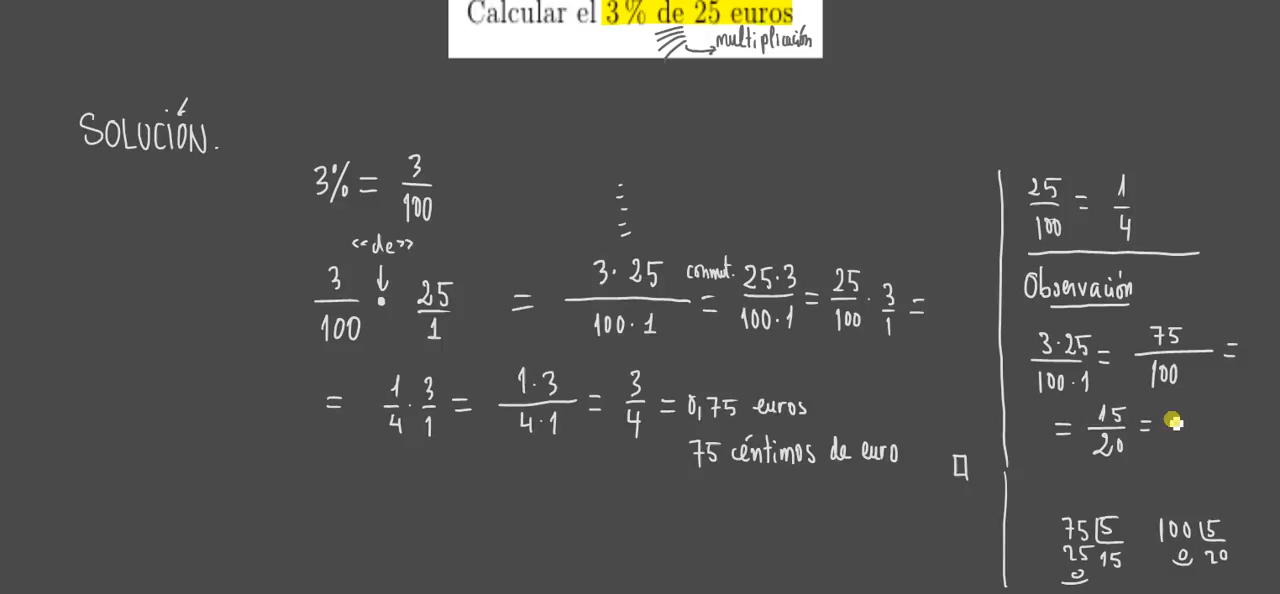 Calcular el 3% de 25 euros
multiplicación
SOLUCIÓN.
3% = 3/100
«de»
3/100 · 25/1 = 3·25/100·1 = conmut. 25·3/100·1 = 25/100 · 3/1 =
= 1/4 · 3/1 = 1·3/4·1 = 3/4 = 0,75 euros
75 céntimos de euro
25/100 = 1/4
Observación
3·25/100·1 = 75/100 =
= 15/20 =
75 5 100 5
25 15 0 20
0